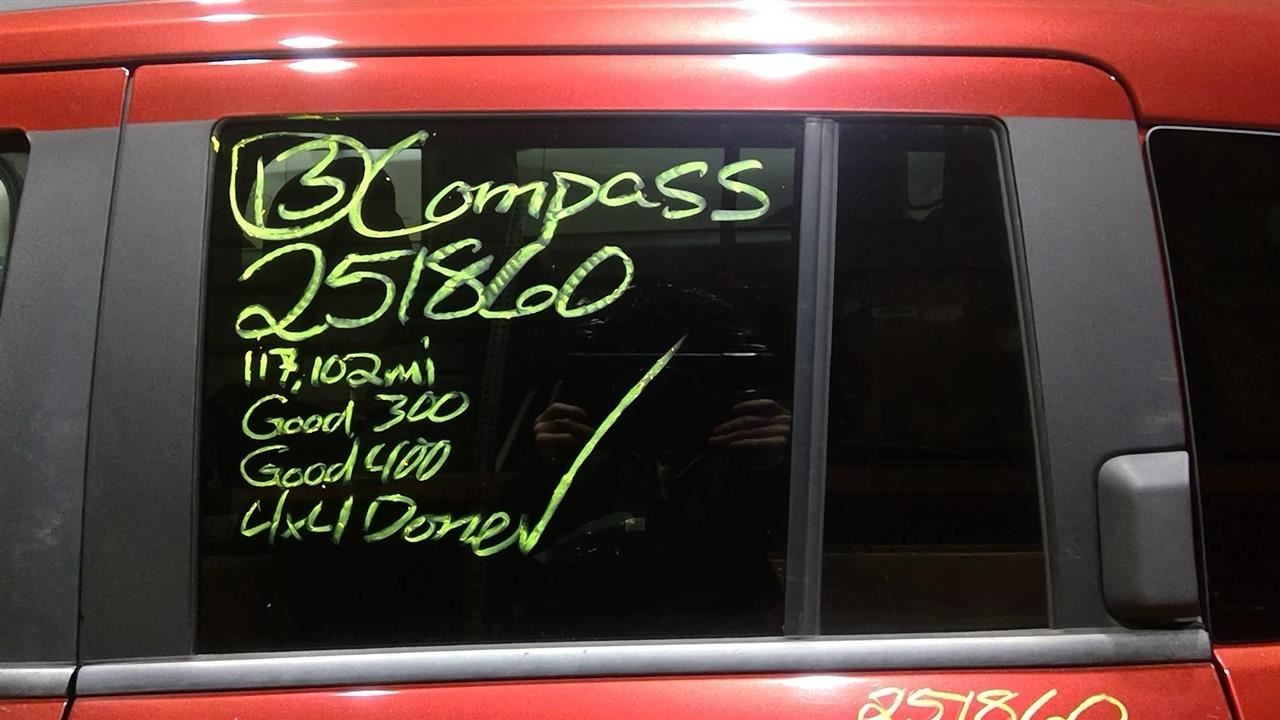 13 Compass
251860
117,102mi
Good 300
Good 400
4x4 Done ✓
251860